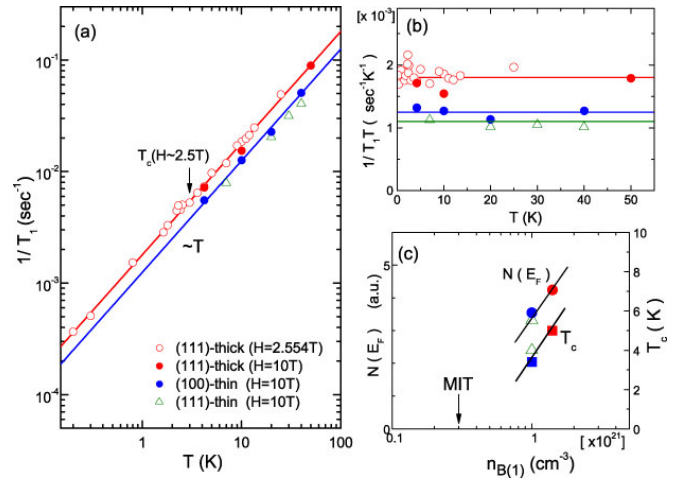 (a)
10⁻¹
10⁻²
10⁻³
10⁻⁴
1/ T₁ (sec⁻¹)
T_c(H~2.5T)
~T
(111)-thick (H=2.554T)
(111)-thick (H=10T)
(100)-thin (H=10T)
(111)-thin (H=10T)
1
10
100
T (K)
x 10⁻³
(b)
2
1
0
1/ T₁T ( sec⁻¹K⁻¹)
0 10 20 30 40 50
T (K)
(c)
5
0
N( E_F ) (a.u.)
N ( E_F )
T_c
MIT
10
8
6
4
2
0
T_c (K)
0.1
1
[ x10²¹]
n_B(1) (cm⁻³)